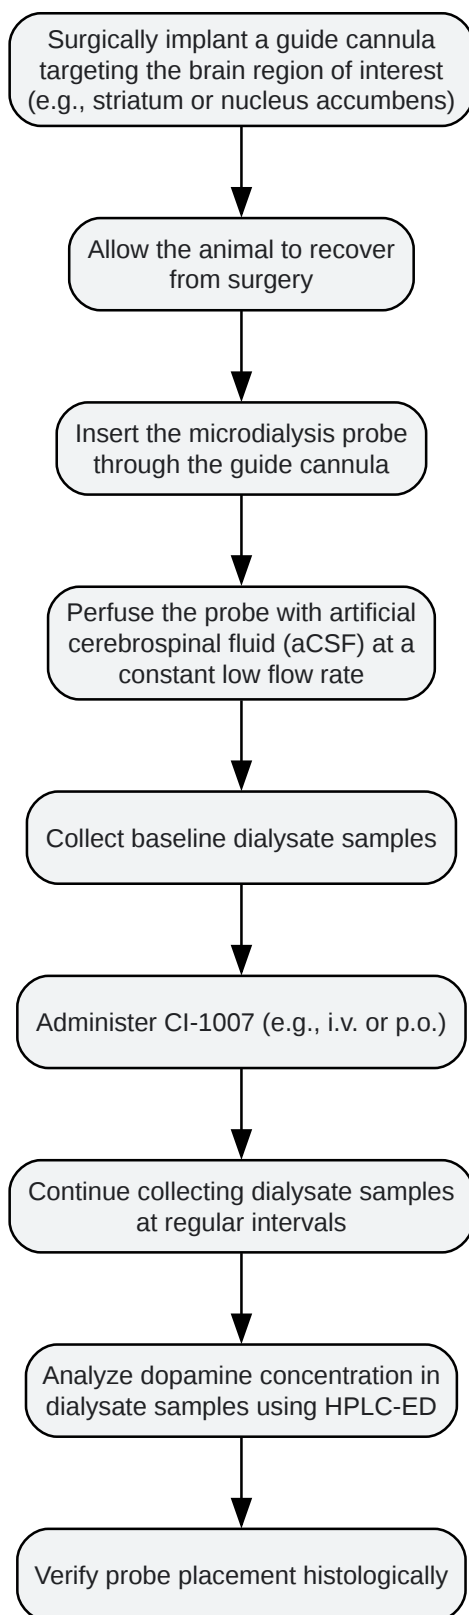 Surgically implant a guide cannula
targeting the brain region of interest
(e.g., striatum or nucleus accumbens)
Allow the animal to recover
from surgery
Insert the microdialysis probe
through the guide cannula
Perfuse the probe with artificial
cerebrospinal fluid (aCSF) at a
constant low flow rate
Collect baseline dialysate samples
Administer CI-1007 (e.g., i.v. or p.o.)
Continue collecting dialysate samples
at regular intervals
Analyze dopamine concentration in
dialysate samples using HPLC-ED
Verify probe placement histologically